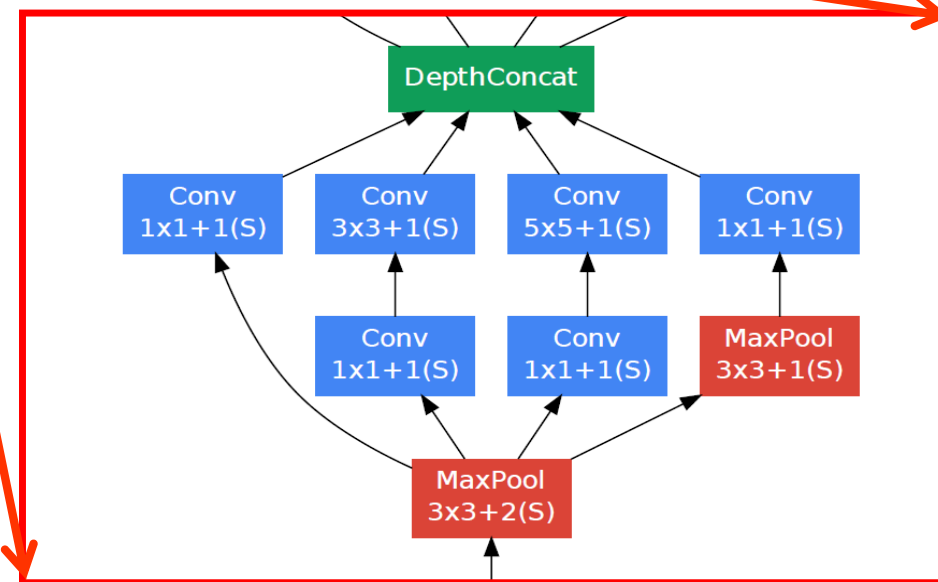 DepthConcat
Conv
1x1+1(S)
Conv
3x3+1(S)
Conv
5x5+1(S)
Conv
1x1+1(S)
Conv
1x1+1(S)
Conv
1x1+1(S)
MaxPool
3x3+1(S)
MaxPool
3x3+2(S)